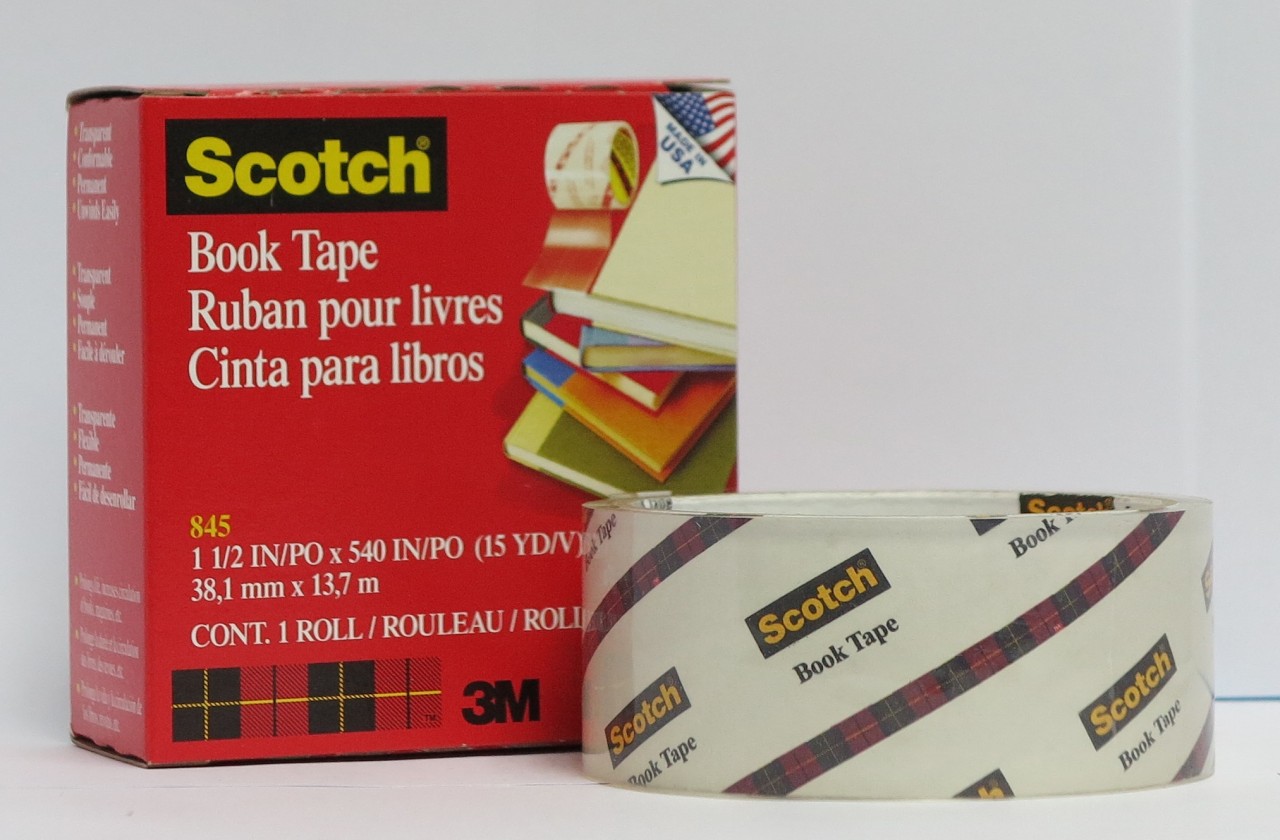 Scotch®
Book Tape
Ruban pour livres
Cinta para libros
MADE IN
USA
845
1 1/2 IN/PO x 540 IN/PO (15 YD/V)
38,1 mm x 13,7 m
CONT. 1 ROLL / ROULEAU / ROLL
™
3M
• Transparent
• Conformable
• Permanent
• Unwinds Easily
• Transparent
• Souple
• Permanent
• Facile à dérouler
• Transparente
• Flexible
• Permanente
• Fácil de desenrollar
Book Tape
Scotch
Book Tape
Scotch
Book Tape
Scotch
Book Tape
Scotch
Book